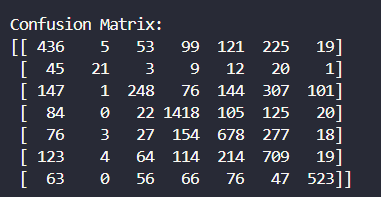 Confusion Matrix:
[[ 436 5 53 99 121 225 19]
[ 45 21 3 9 12 20 1]
[ 147 1 248 76 144 307 101]
[ 84 0 22 1418 105 125 20]
[ 76 3 27 154 678 277 18]
[ 123 4 64 114 214 709 19]
[ 63 0 56 66 76 47 523]]